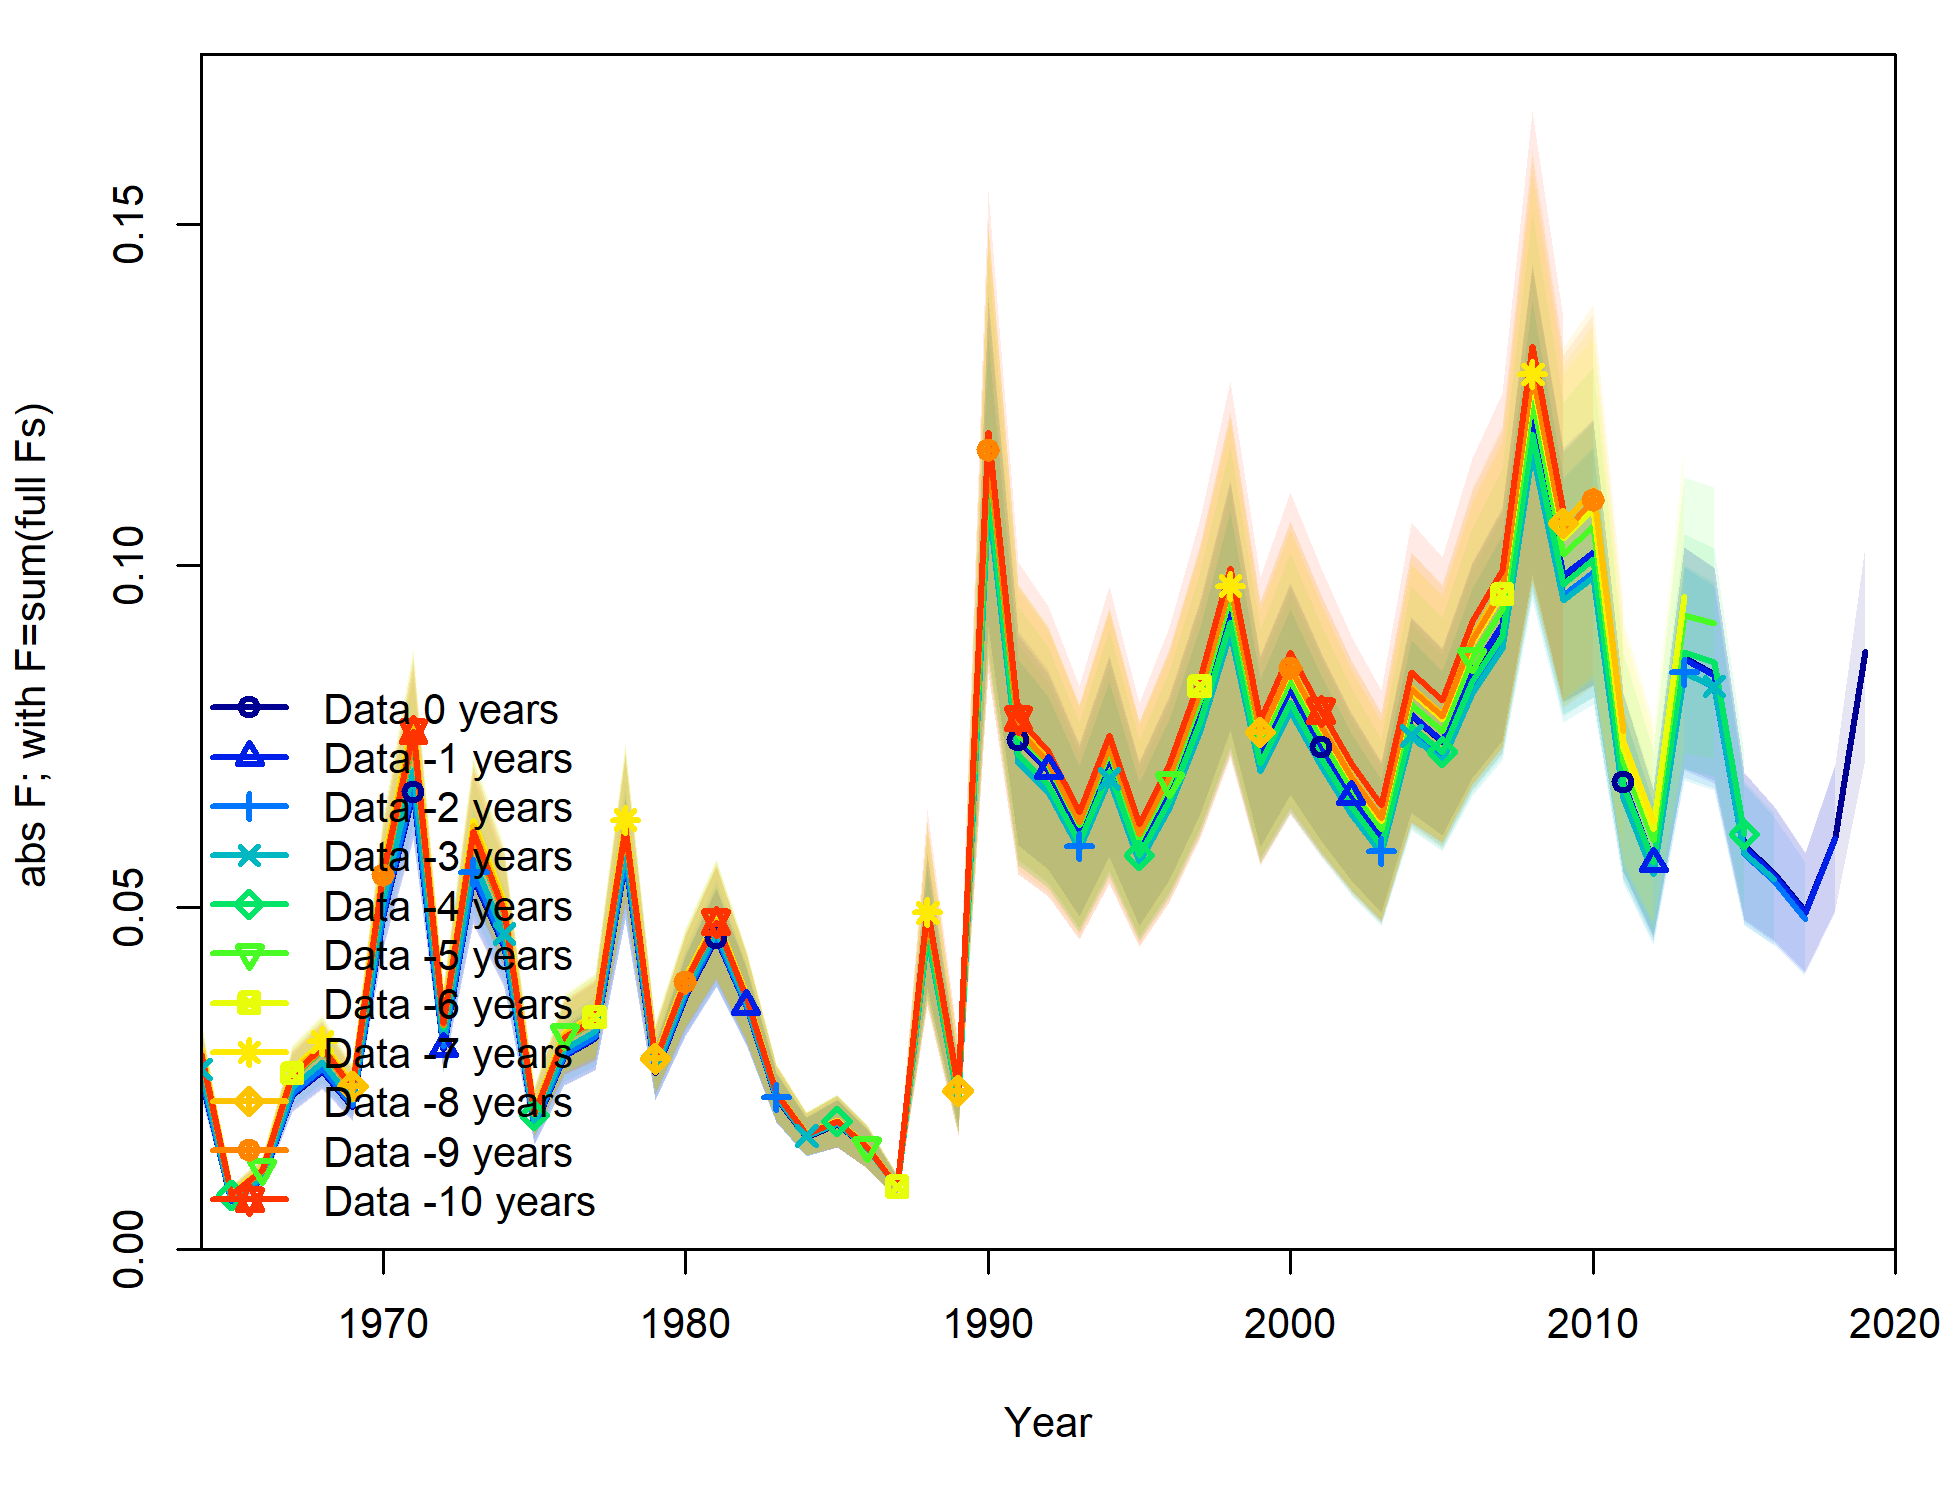 abs F; with F=sum(full Fs)
0.15
0.10
0.05
0.00
Data 0 years
Data -1 years
Data -2 years
Data -3 years
Data -4 years
Data -5 years
Data -6 years
Data -7 years
Data -8 years
Data -9 years
Data -10 years
1970 1980 1990 2000 2010 2020
Year